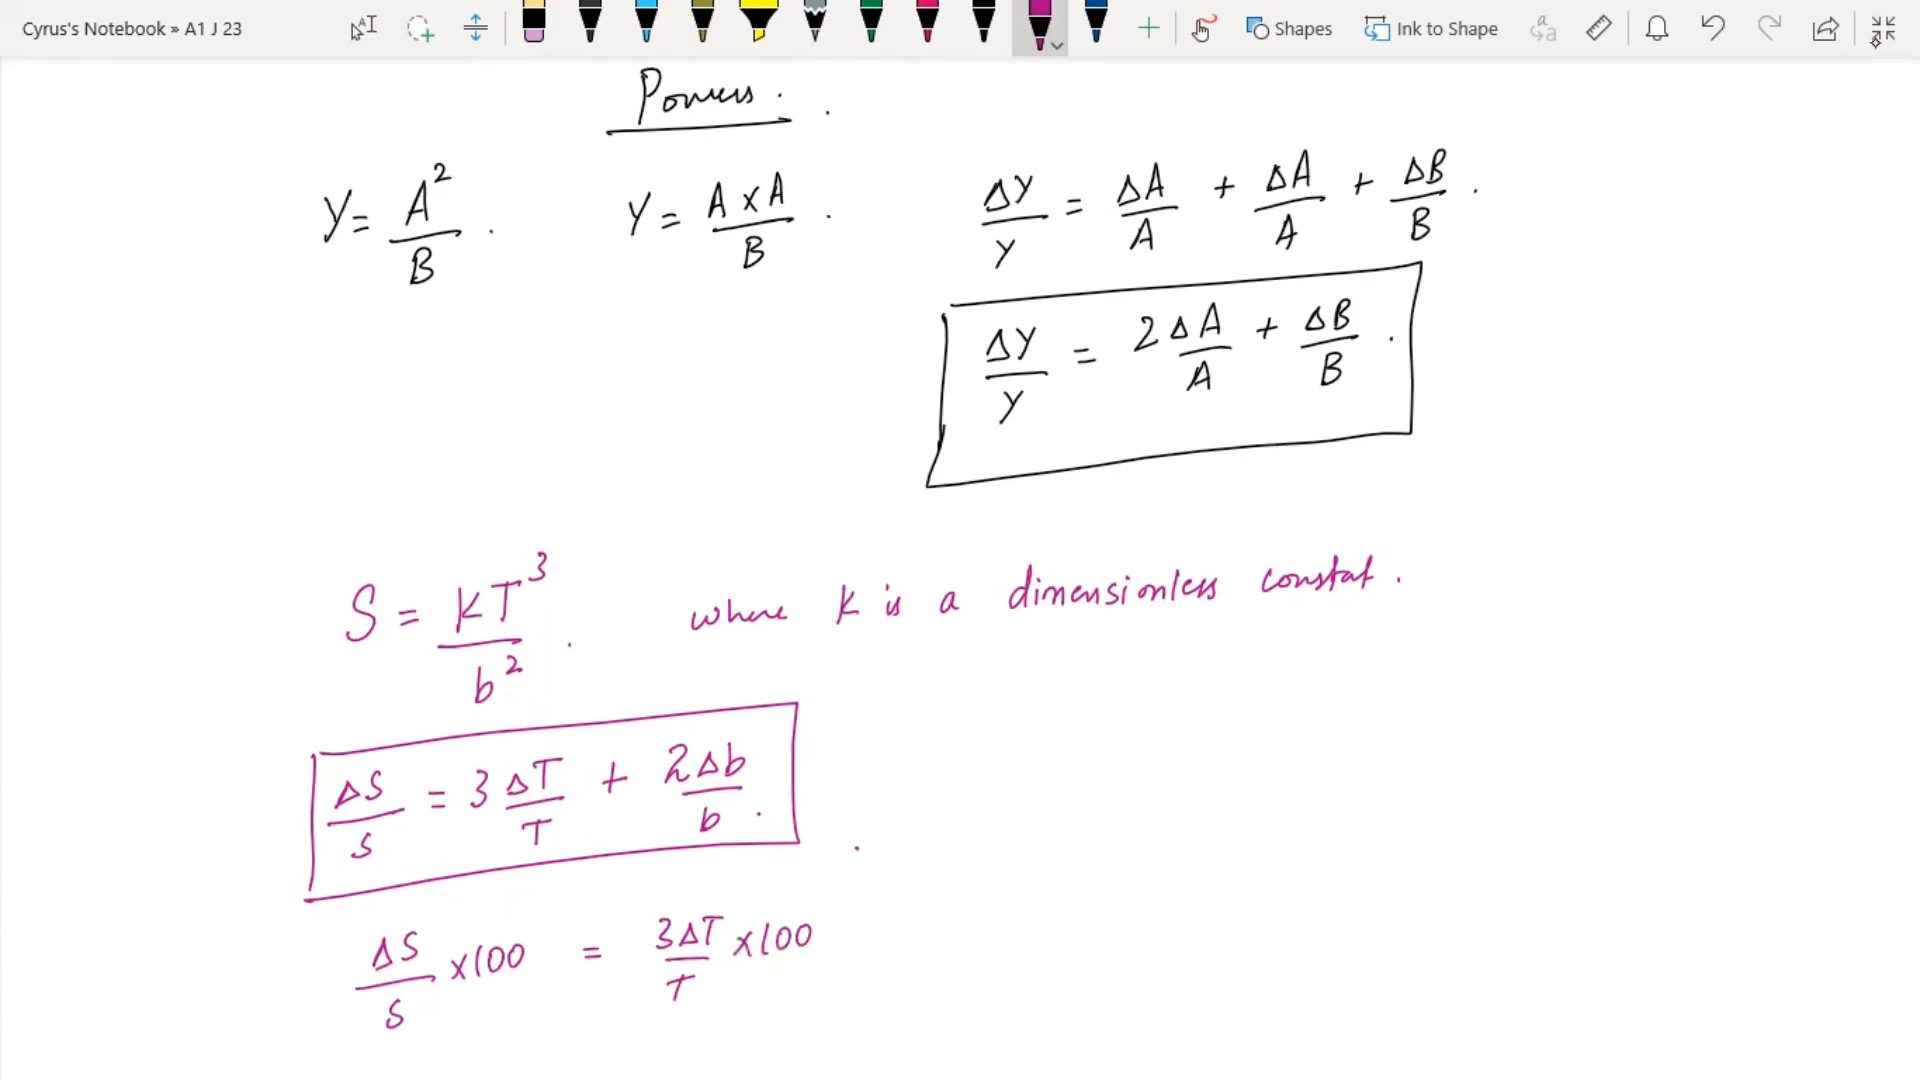 Cyrus's Notebook » A1 J 23
Shapes
Ink to Shape
Powers.
Y = A²/B .
Y = A x A/B .
ΔY/Y = ΔA/A + ΔA/A + ΔB/B .
ΔY/Y = 2ΔA/A + ΔB/B .
S = kT³/b² . where k is a dimensionless constat.
ΔS/S = 3ΔT/T + 2Δb/b .
ΔS/S x100 = 3ΔT/T x100